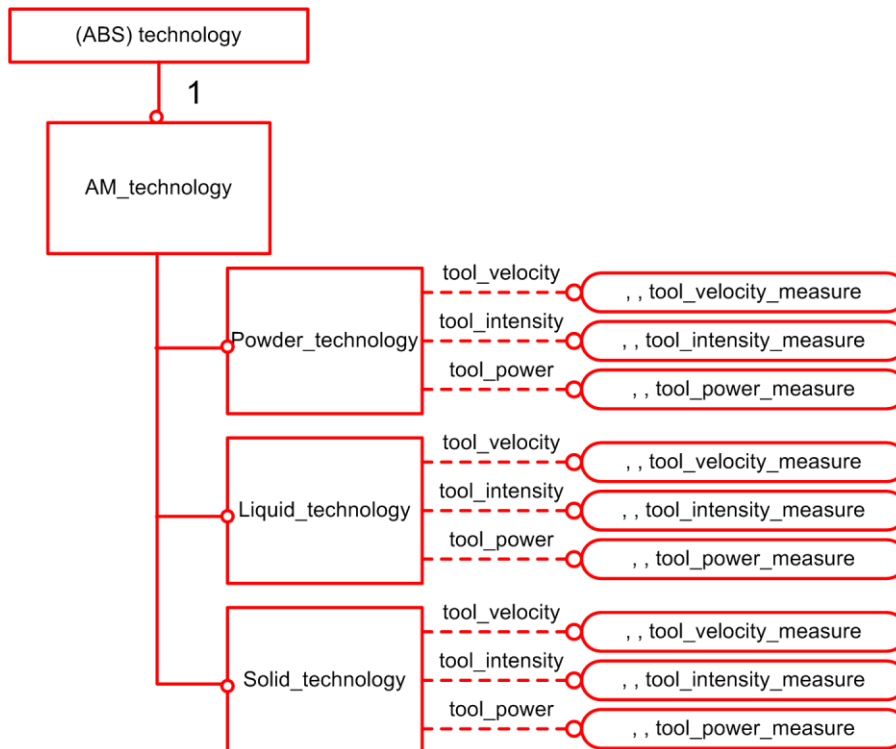 (ABS) technology
1
AM_technology
tool_velocity
, , tool_velocity_measure
tool_intensity
Powder_technology
, , tool_intensity_measure
tool_power
, , tool_power_measure
tool_velocity
, , tool_velocity_measure
tool_intensity
Liquid_technology
, , tool_intensity_measure
tool_power
, , tool_power_measure
tool_velocity
, , tool_velocity_measure
tool_intensity
Solid_technology
, , tool_intensity_measure
tool_power
, , tool_power_measure